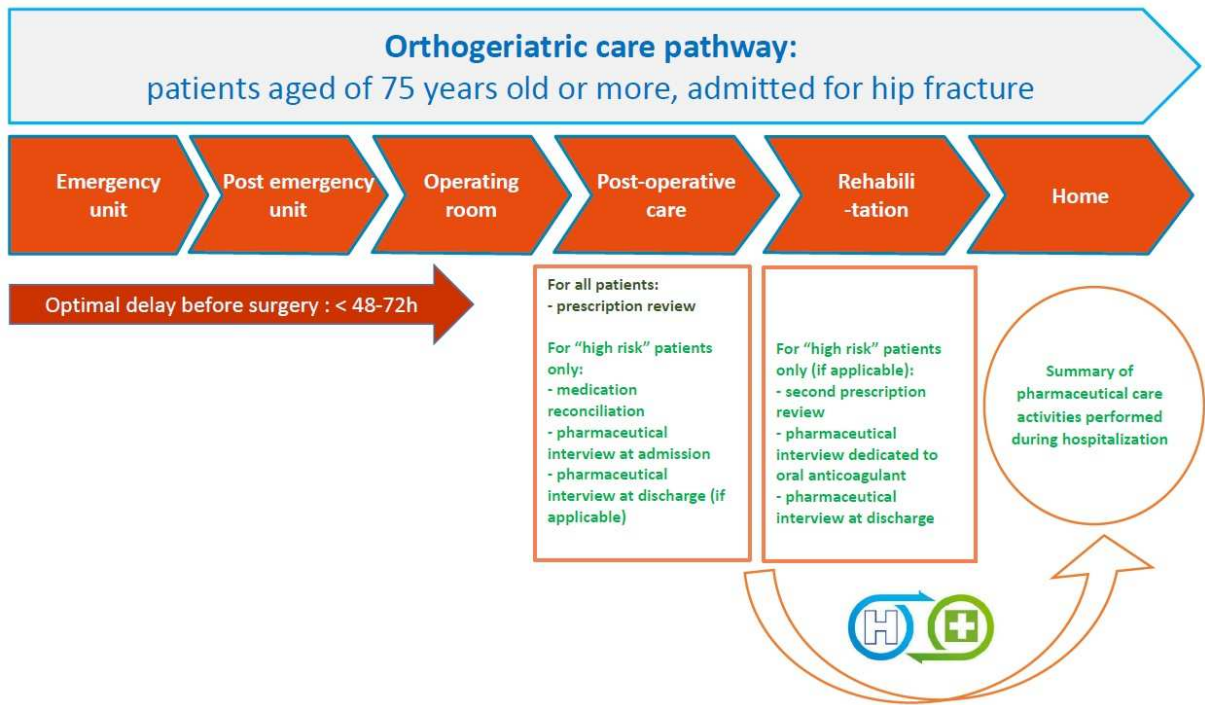 Orthogeriatric care pathway:
patients aged of 75 years old or more, admitted for hip fracture
Emergency
unit
Post emergency
unit
Operating
room
Post-operative
care
Rehabili
-tation
Home
Optimal delay before surgery : < 48-72h
For all patients:
- prescription review
For “high risk” patients
only:
- medication
reconciliation
- pharmaceutical
interview at admission
- pharmaceutical
interview at discharge (if
applicable)
For “high risk” patients
only (if applicable):
- second prescription
review
- pharmaceutical
interview dedicated to
oral anticoagulant
- pharmaceutical
interview at discharge
Summary of
pharmaceutical care
activities performed
during hospitalization
H